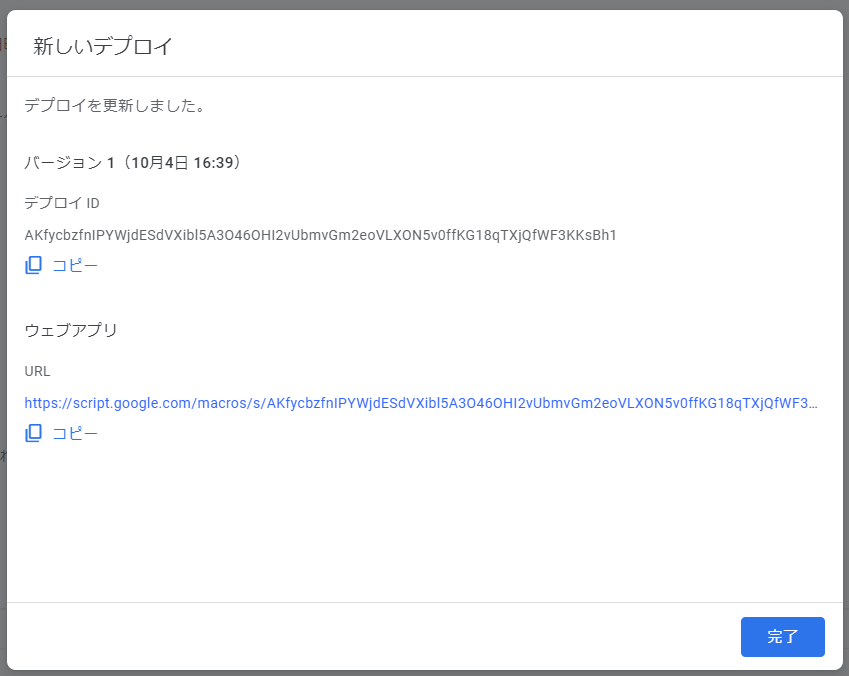 新しいデプロイ
デプロイを更新しました。
バージョン 1（10月4日 16:39）
デプロイ ID
AKfycbzfnIPYWjdESdVXibl5A3O46OHI2vUbmvGm2eoVLXON5v0ffKG18qTXjQfWF3KKsBh1
コピー
ウェブアプリ
URL
https://script.google.com/macros/s/AKfycbzfnIPYWjdESdVXibl5A3O46OHI2vUbmvGm2eoVLXON5v0ffKG18qTXjQfWF3...
コピー
完了